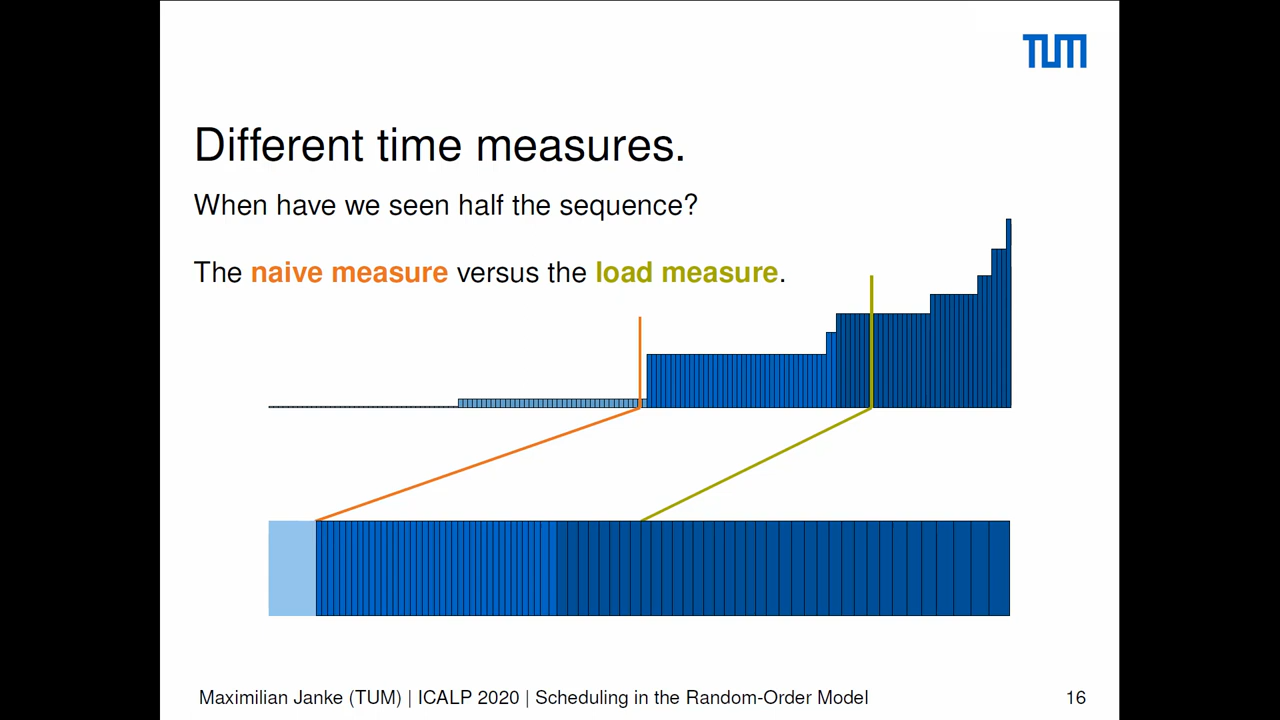 TUM
Different time measures.
When have we seen half the sequence?
The naive measure versus the load measure.
Maximilian Janke (TUM) | ICALP 2020 | Scheduling in the Random-Order Model
16